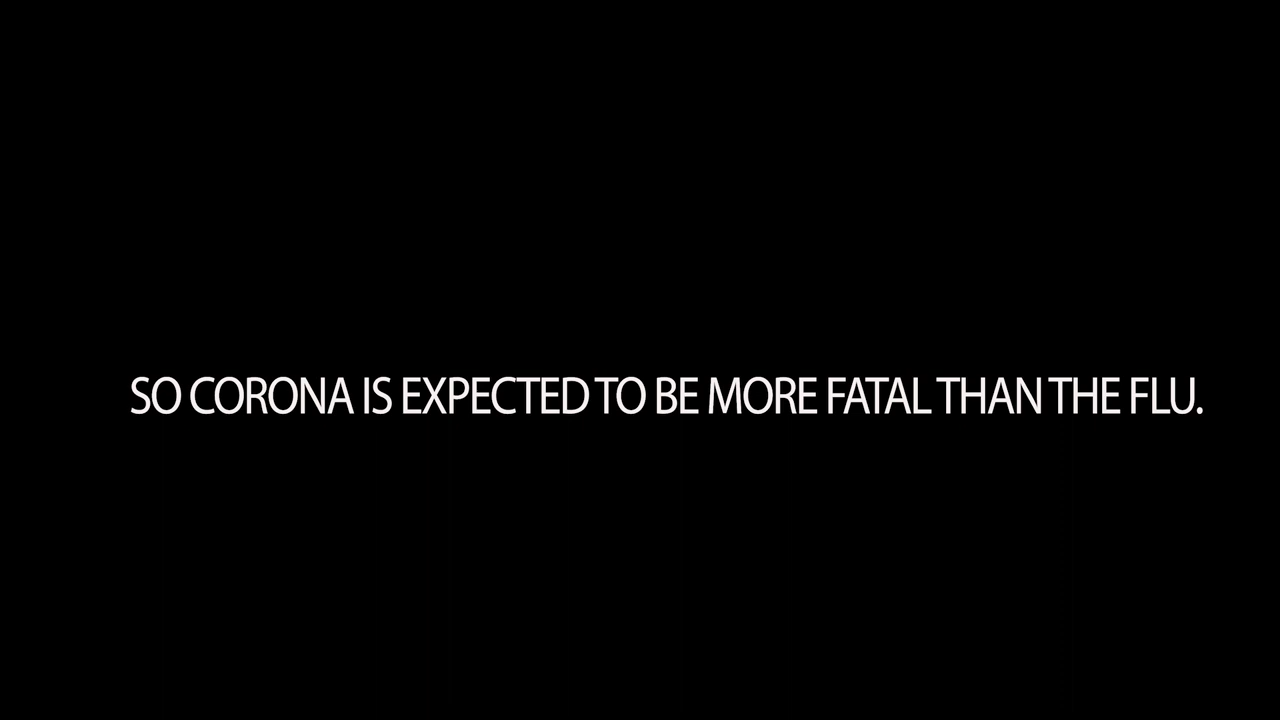 SO CORONA IS EXPECTED TO BE MORE FATAL THAN THE FLU.